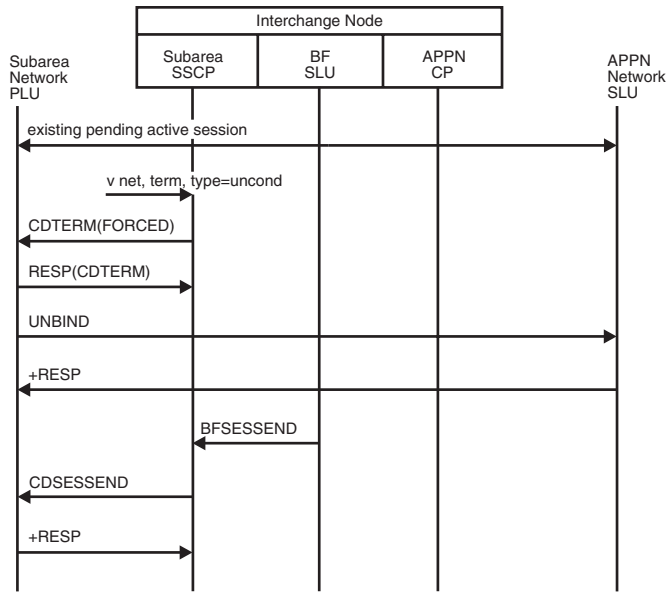 Interchange Node
Subarea
Network
PLU
Subarea
SSCP
BF
SLU
APPN
CP
APPN
Network
SLU
existing pending active session
v net, term, type=uncond
CDTERM(FORCED)
RESP(CDTERM)
UNBIND
+RESP
BFSESSEND
CDSESSEND
+RESP